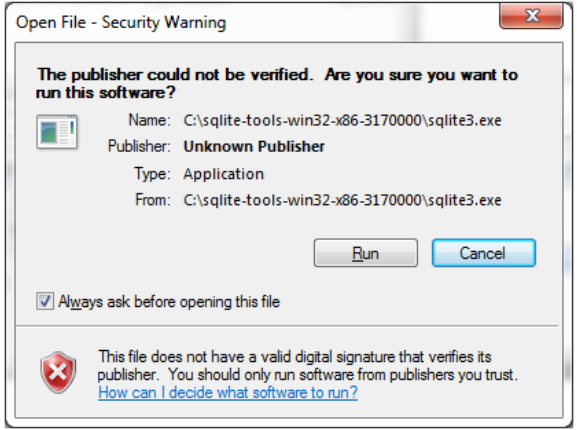 Open File - Security Warning
The publisher could not be verified.  Are you sure you want to
run this software?
Name: C:\sqlite-tools-win32-x86-3170000\sqlite3.exe
Publisher: Unknown Publisher
Type: Application
From: C:\sqlite-tools-win32-x86-3170000\sqlite3.exe
Run Cancel
Always ask before opening this file
This file does not have a valid digital signature that verifies its
publisher.  You should only run software from publishers you trust.
How can I decide what software to run?